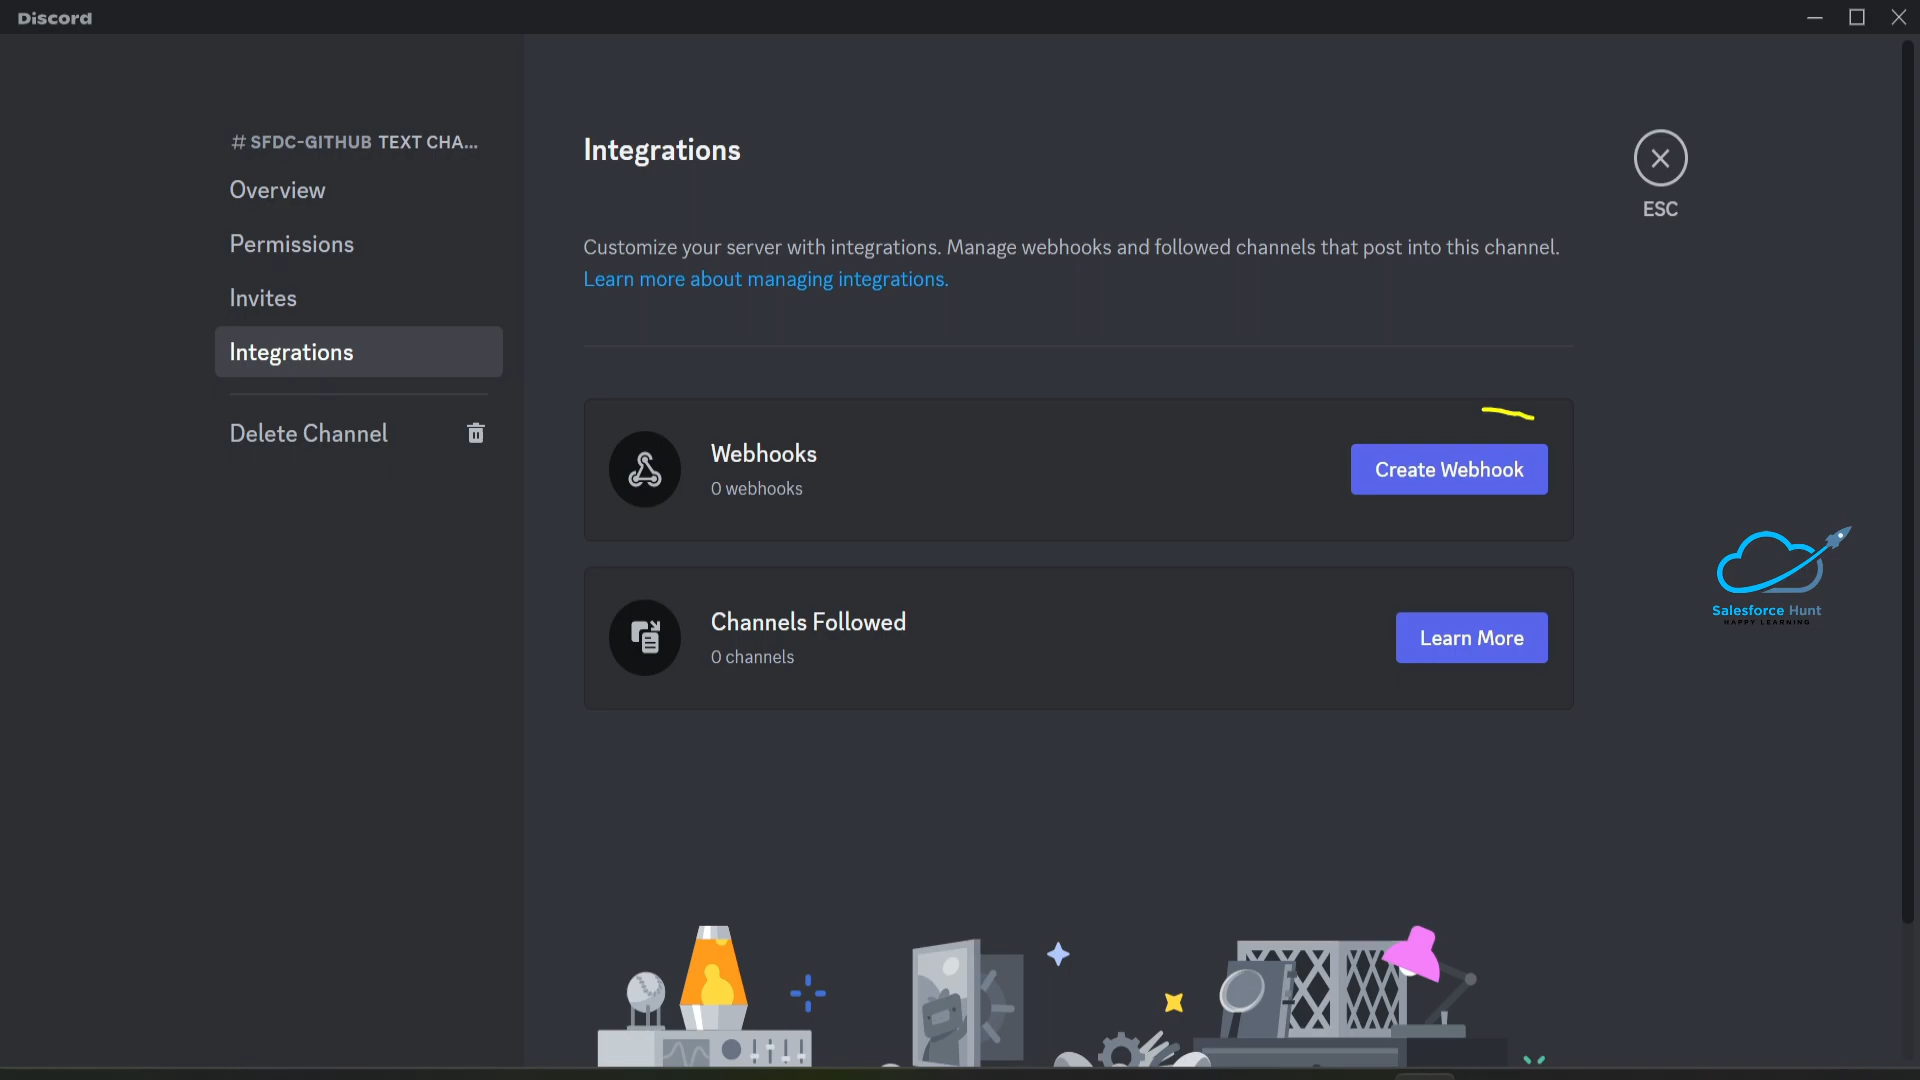 Discord
# SFDC-GITHUB TEXT CHA...
Overview
Permissions
Invites
Integrations
Delete Channel
Integrations
ESC
Customize your server with integrations. Manage webhooks and followed channels that post into this channel.
Learn more about managing integrations.
Webhooks
0 webhooks
Create Webhook
Channels Followed
0 channels
Learn More
Salesforce Hunt
HAPPY LEARNING